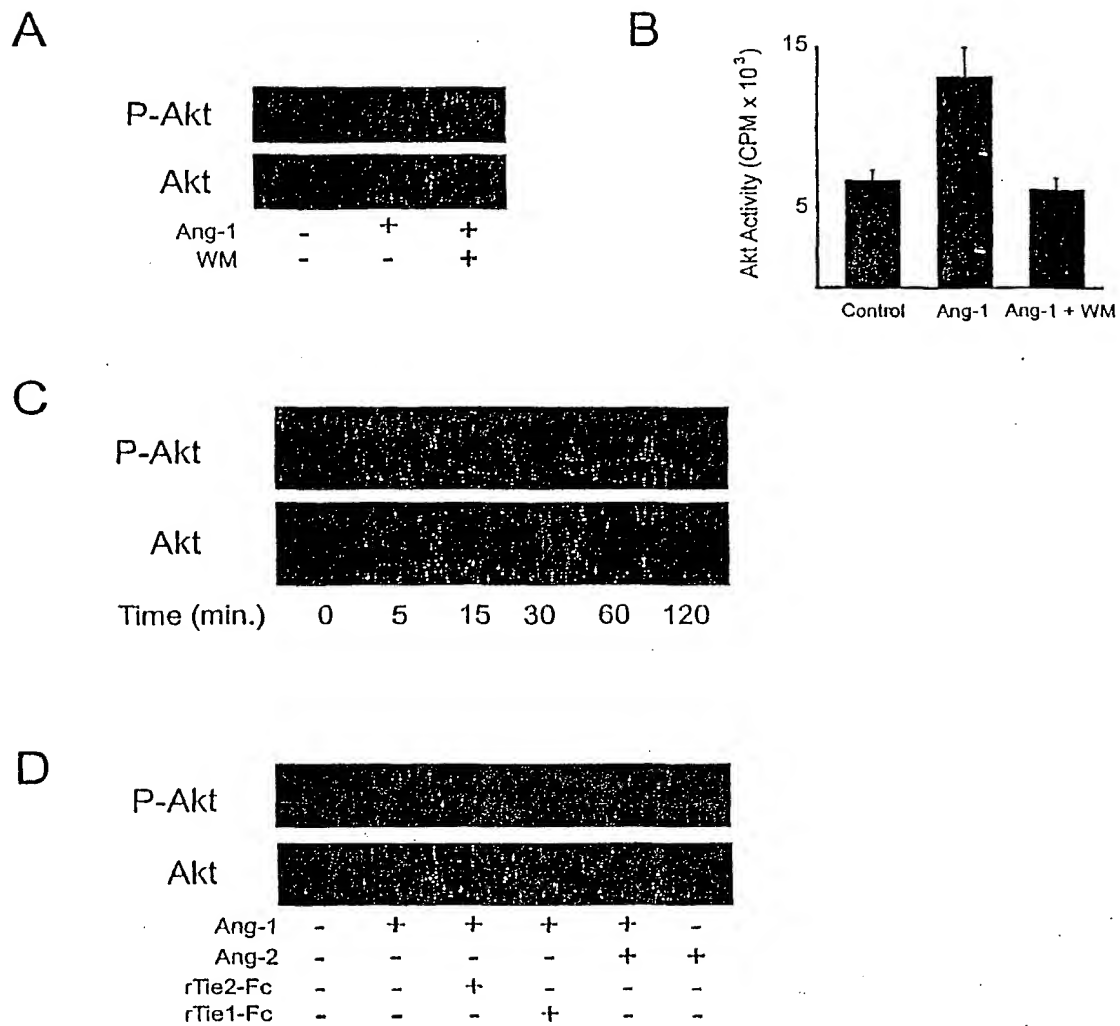 A
P-Akt
Akt
Ang-1 - + +
WM - - +
B
Akt Activity (CPM x 10³)
15
5
Control Ang-1 Ang-1 + WM
C
P-Akt
Akt
Time (min.) 0 5 15 30 60 120
D
P-Akt
Akt
Ang-1 - + + + + -
Ang-2 - - - - + +
rTie2-Fc - - + - - -
rTie1-Fc - - - + - -